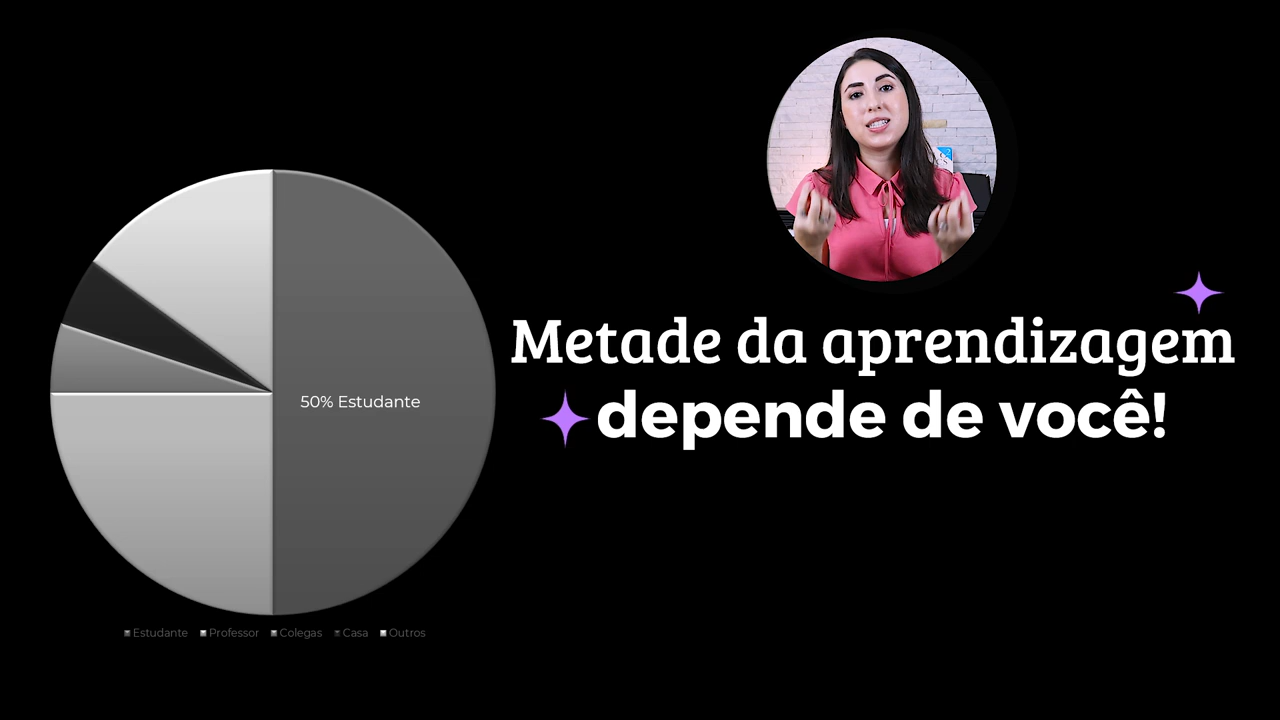 Metade da aprendizagem
depende de você!
50% Estudante
Estudante Professor Colegas Casa Outros